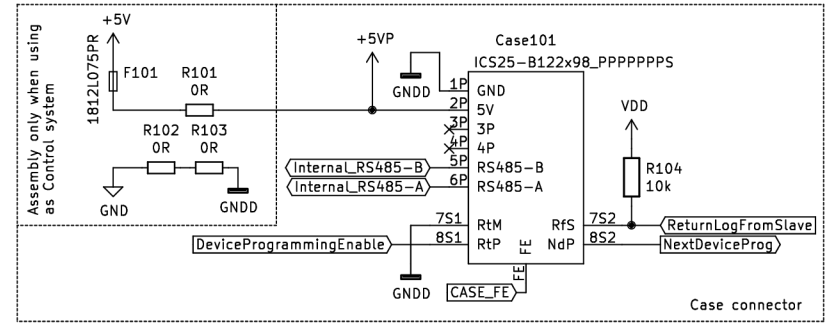 Assembly only when using
as Control system
+5V
F101
1812L075PR
R101
0R
R102
0R
R103
0R
GND
GNDD
+5VP
GNDD
Case101
ICS25-B122x98_PPPPPPPS
1P GND
2P 5V
3P 3P
4P 4P
Internal_RS485-B 5P RS485-B
Internal_RS485-A 6P RS485-A
7S1 RtM
DeviceProgrammingEnable 8S1 RtP
RfS 7S2 ReturnLogFromSlave
NdP 8S2 NextDeviceProg
FE
FE
CASE_FE
GNDD
VDD
R104
10k
Case connector